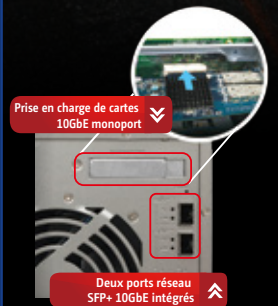 Prise en charge de cartes
10GbE monoport
Deux ports réseau
SFP+ 10GbE intégrés